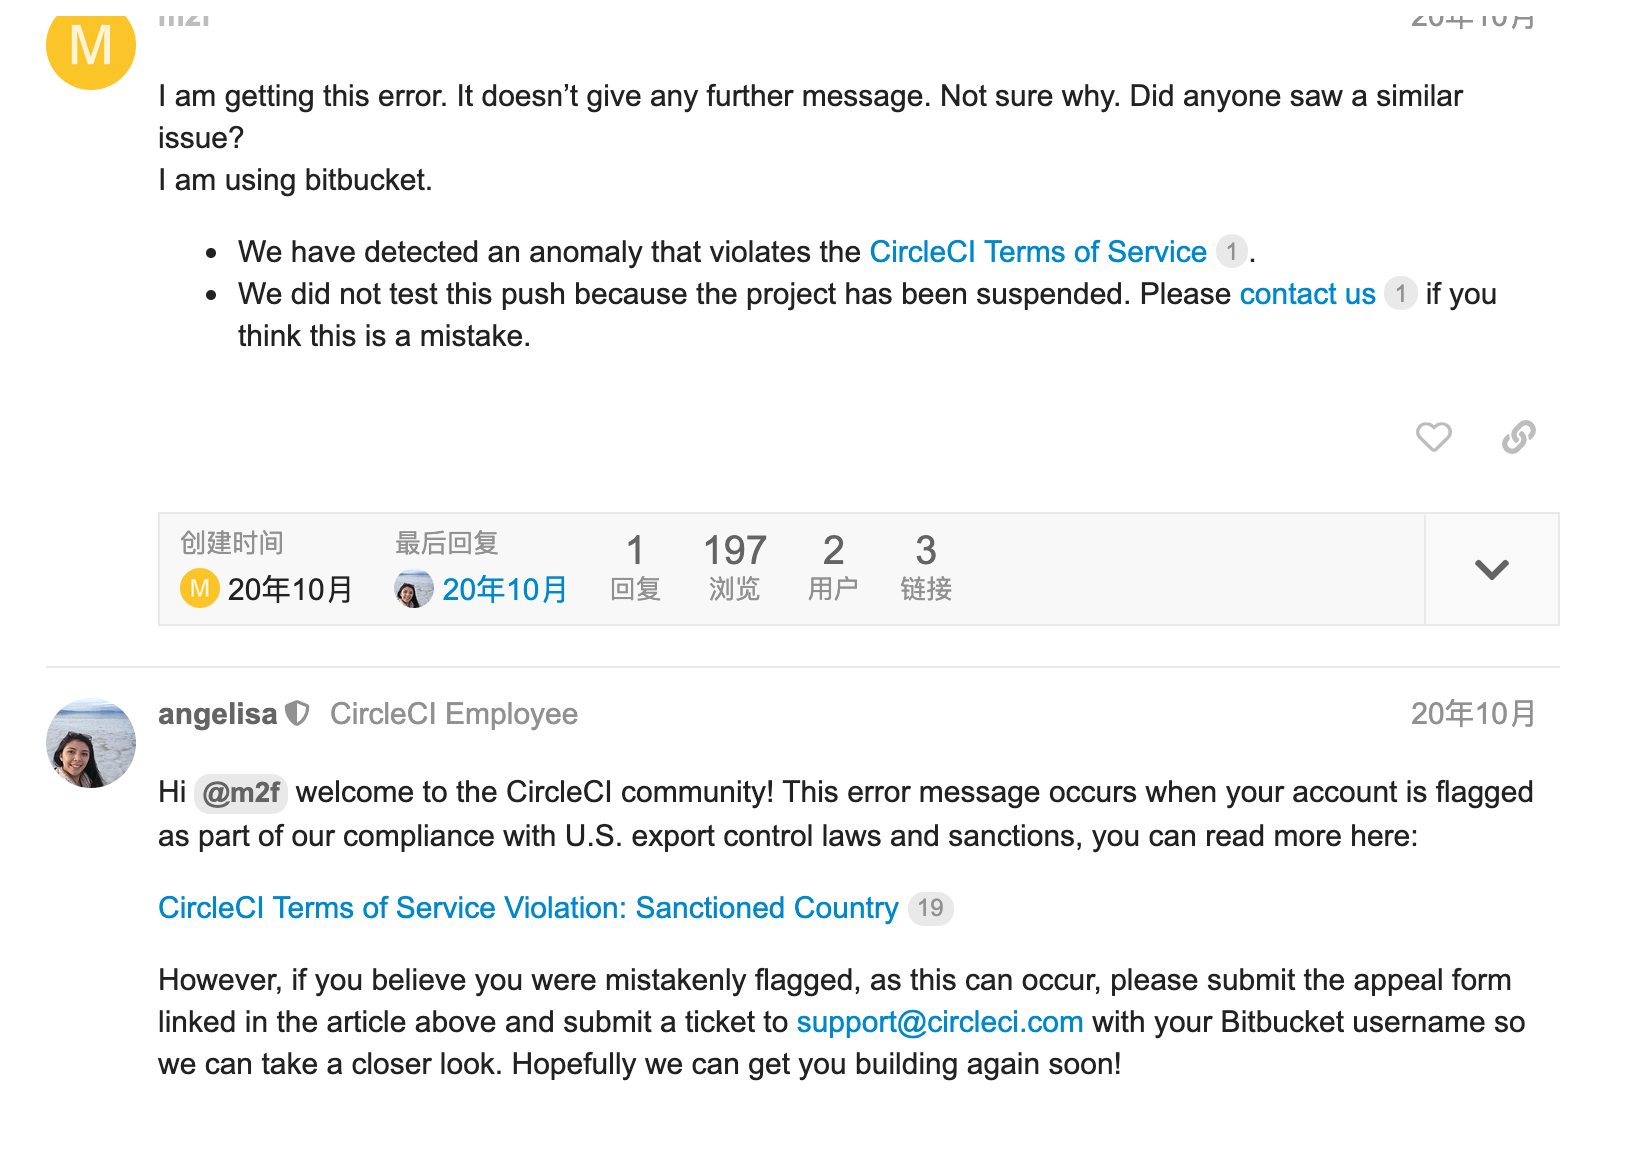 M
m2f
20年10月
I am getting this error. It doesn’t give any further message. Not sure why. Did anyone saw a similar
issue?
I am using bitbucket.
• We have detected an anomaly that violates the CircleCI Terms of Service 1.
• We did not test this push because the project has been suspended. Please contact us 1 if you
think this is a mistake.
创建时间 最后回复 1 197 2 3
M 20年10月 20年10月 回复 浏览 用户 链接
angelisa CircleCI Employee 20年10月
Hi @m2f welcome to the CircleCI community! This error message occurs when your account is flagged
as part of our compliance with U.S. export control laws and sanctions, you can read more here:
CircleCI Terms of Service Violation: Sanctioned Country 19
However, if you believe you were mistakenly flagged, as this can occur, please submit the appeal form
linked in the article above and submit a ticket to support@circleci.com with your Bitbucket username so
we can take a closer look. Hopefully we can get you building again soon!